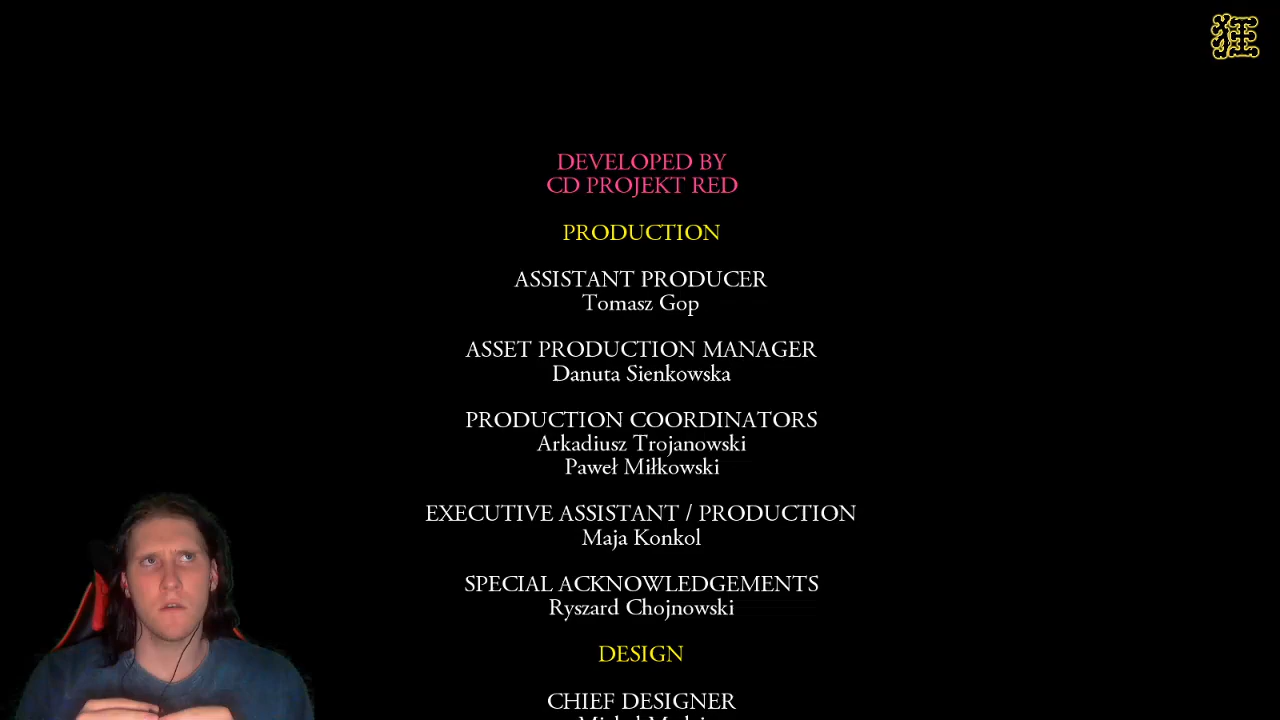 狂
DEVELOPED BY
CD PROJEKT RED
PRODUCTION
ASSISTANT PRODUCER
Tomasz Gop
ASSET PRODUCTION MANAGER
Danuta Sienkowska
PRODUCTION COORDINATORS
Arkadiusz Trojanowski
Paweł Miłkowski
EXECUTIVE ASSISTANT / PRODUCTION
Maja Konkol
SPECIAL ACKNOWLEDGEMENTS
Ryszard Chojnowski
DESIGN
CHIEF DESIGNER